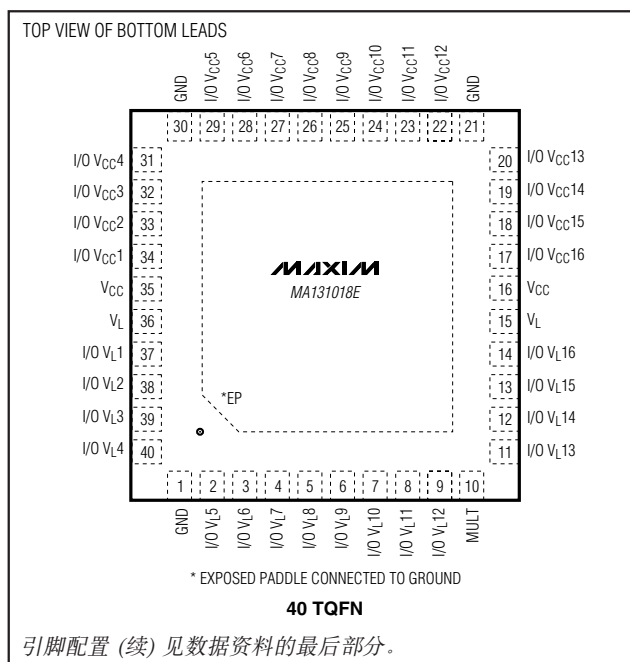 TOP VIEW OF BOTTOM LEADS
GND I/O VCC5 I/O VCC6 I/O VCC7 I/O VCC8 I/O VCC9 I/O VCC10 I/O VCC11 I/O VCC12 GND
30 29 28 27 26 25 24 23 22 21
I/O VCC4 31
I/O VCC3 32
I/O VCC2 33
I/O VCC1 34
VCC 35
VL 36
I/O VL1 37
I/O VL2 38
I/O VL3 39
I/O VL4 40
MAXIM
MA131018E
*EP
20 I/O VCC13
19 I/O VCC14
18 I/O VCC15
17 I/O VCC16
16 VCC
15 VL
14 I/O VL16
13 I/O VL15
12 I/O VL14
11 I/O VL13
1 2 3 4 5 6 7 8 9 10
GND I/O VL5 I/O VL6 I/O VL7 I/O VL8 I/O VL9 I/O VL10 I/O VL11 I/O VL12 MULT
* EXPOSED PADDLE CONNECTED TO GROUND
40 TQFN
引脚配置 (续) 见数据资料的最后部分。